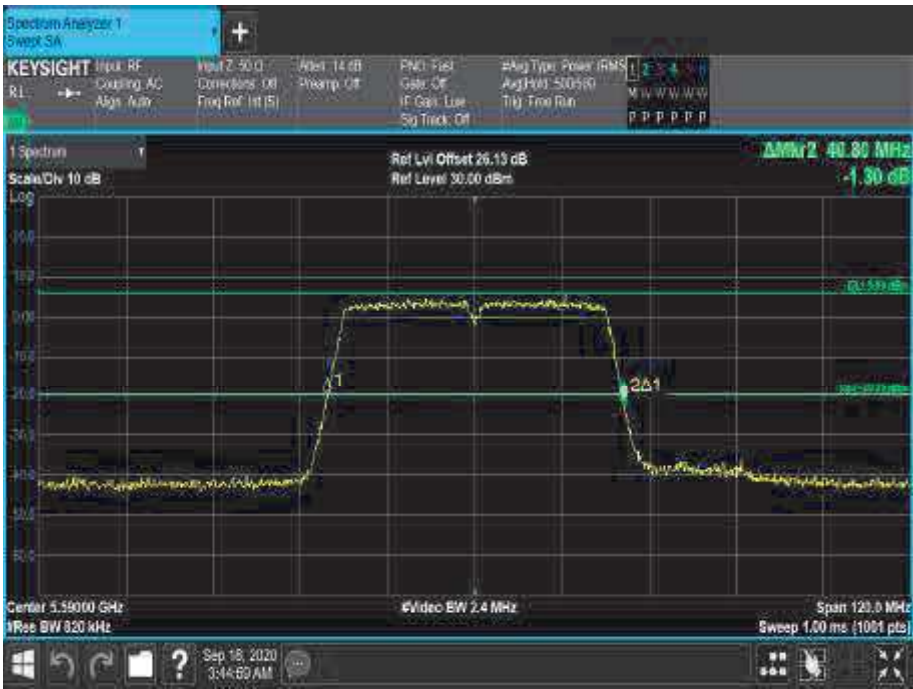 Spectrum Analyzer 1
Swept SA
+
KEYSIGHT Input: RF
Coupling: AC
Align: Auto
Input Z: 50 Ω
Corrections: Off
Freq Ref: Int (S)
Atten: 14 dB
Preamp: Off
PNO: Fast
Gate: Off
IF Gain: Low
Sig Track: Off
#Avg Type: Power (RMS)
Avg|Hold: 500/500
Trig: Free Run
1 2 3 4 5 6
M W W W W W
P P P P P P
1 Spectrum
Scale/Div 10 dB
Log
Ref Lvl Offset 26.13 dB
Ref Level 30.00 dBm
ΔMkr2 40.80 MHz
-1.30 dB
2Δ1
Center 5.59000 GHz
#Res BW 820 kHz
#Video BW 2.4 MHz
Span 120.0 MHz
Sweep 1.00 ms (1001 pts)
?
Sep 18, 2020